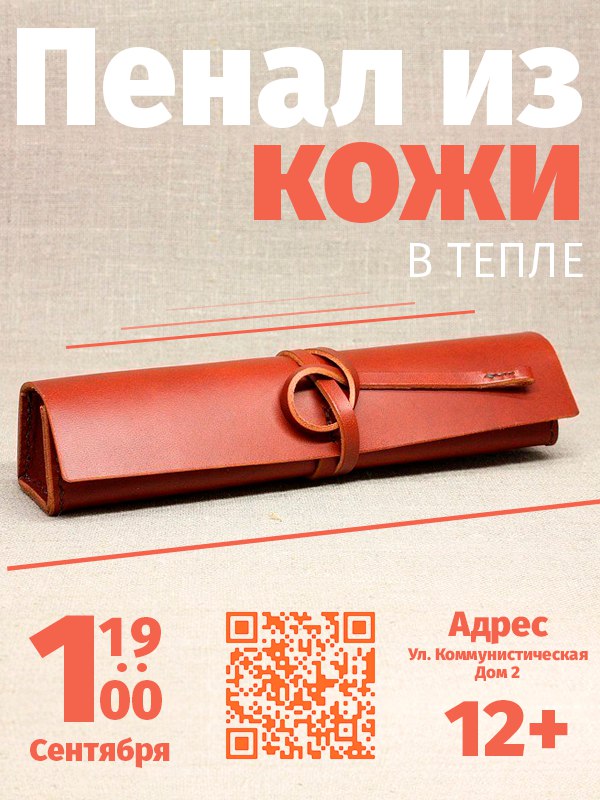 Пенал из
кожи
В ТЕПЛЕ
1 19
:
00
Сентября
Адрес
Ул. Коммунистическая
Дом 2
12+